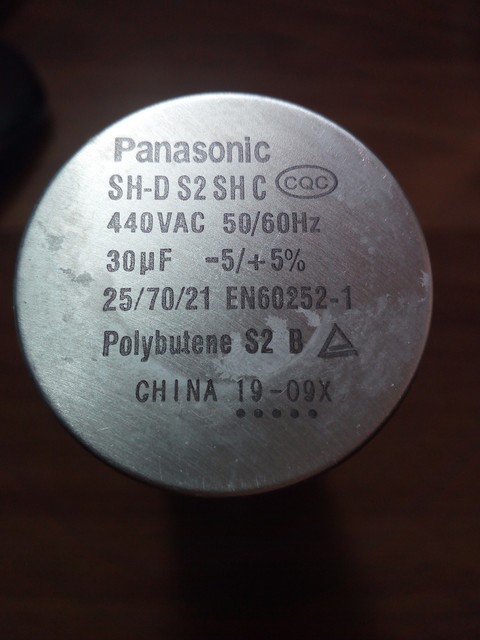 Panasonic
SH-D S2 SH C CQC
440VAC 50/60Hz
30µF -5/+5%
25/70/21 EN60252-1
Polybutene S2 B
CHINA 19-09X